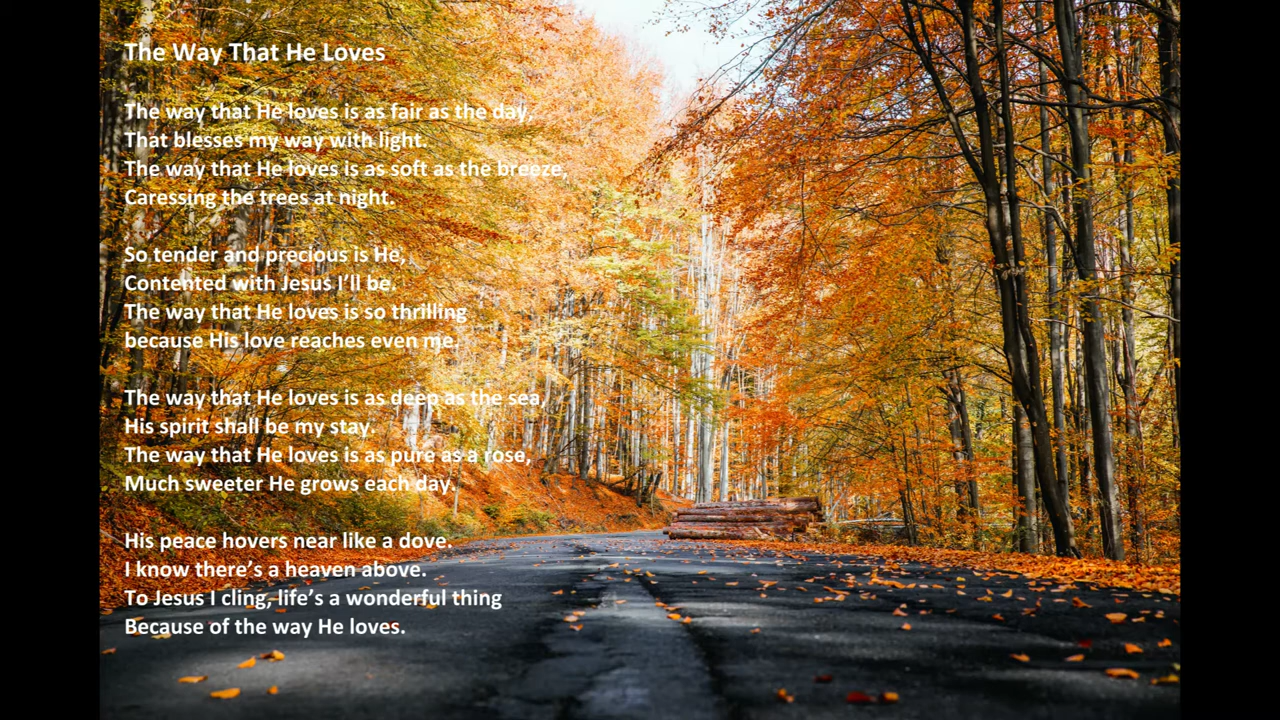 The Way That He Loves
The way that He loves is as fair as the day,
That blesses my way with light.
The way that He loves is as soft as the breeze,
Caressing the trees at night.
So tender and precious is He,
Contented with Jesus I’ll be.
The way that He loves is so thrilling
because His love reaches even me.
The way that He loves is as deep as the sea,
His spirit shall be my stay.
The way that He loves is as pure as a rose,
Much sweeter He grows each day.
His peace hovers near like a dove.
I know there’s a heaven above.
To Jesus I cling, life’s a wonderful thing
Because of the way He loves.